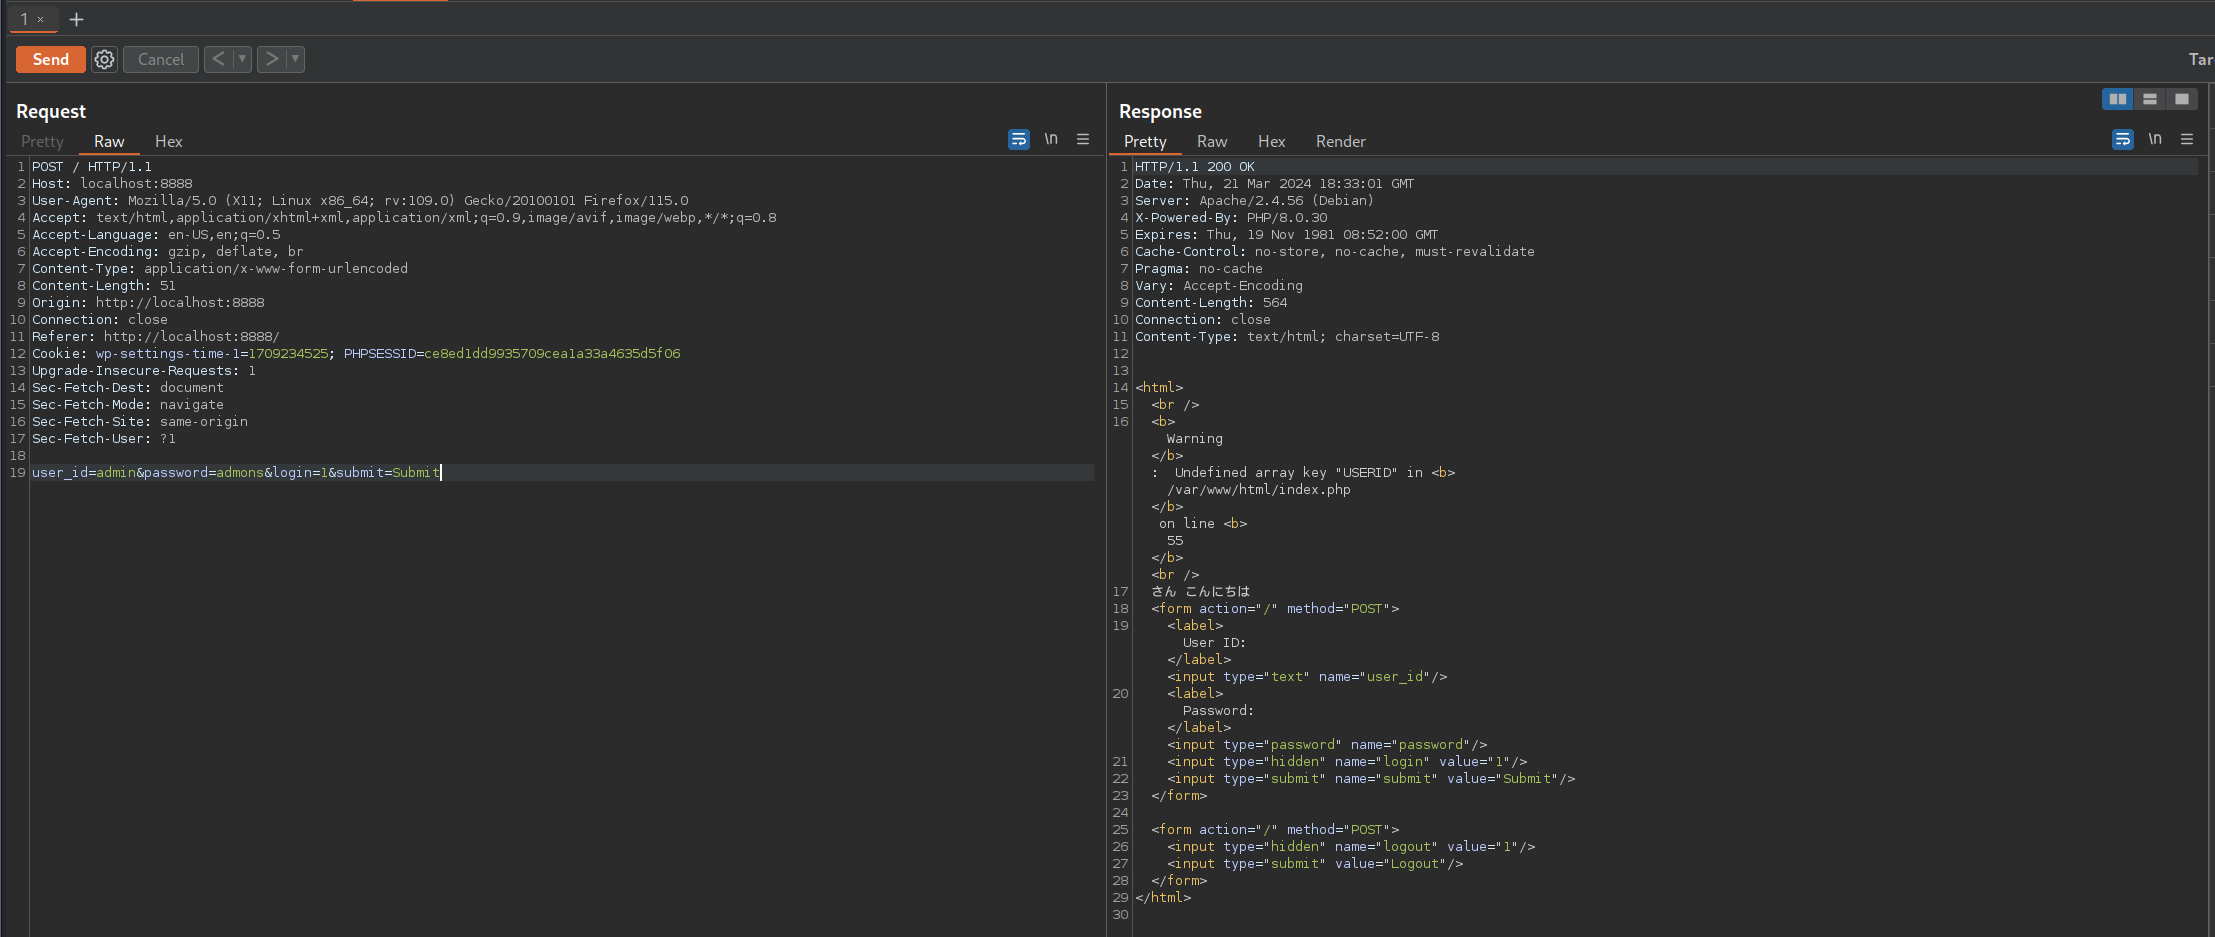 1 × +
Send Cancel < ▼ > ▼ Tar
Request
Pretty Raw Hex \n
1 POST / HTTP/1.1
2 Host: localhost:8888
3 User-Agent: Mozilla/5.0 (X11; Linux x86_64; rv:109.0) Gecko/20100101 Firefox/115.0
4 Accept: text/html,application/xhtml+xml,application/xml;q=0.9,image/avif,image/webp,*/*;q=0.8
5 Accept-Language: en-US,en;q=0.5
6 Accept-Encoding: gzip, deflate, br
7 Content-Type: application/x-www-form-urlencoded
8 Content-Length: 51
9 Origin: http://localhost:8888
10 Connection: close
11 Referer: http://localhost:8888/
12 Cookie: wp-settings-time-1=1709234525; PHPSESSID=ce8ed1dd9935709cea1a33a4635d5f06
13 Upgrade-Insecure-Requests: 1
14 Sec-Fetch-Dest: document
15 Sec-Fetch-Mode: navigate
16 Sec-Fetch-Site: same-origin
17 Sec-Fetch-User: ?1
18
19 user_id=admin&password=admons&login=1&submit=Submit
Response
Pretty Raw Hex Render \n
1 HTTP/1.1 200 OK
2 Date: Thu, 21 Mar 2024 18:33:01 GMT
3 Server: Apache/2.4.56 (Debian)
4 X-Powered-By: PHP/8.0.30
5 Expires: Thu, 19 Nov 1981 08:52:00 GMT
6 Cache-Control: no-store, no-cache, must-revalidate
7 Pragma: no-cache
8 Vary: Accept-Encoding
9 Content-Length: 564
10 Connection: close
11 Content-Type: text/html; charset=UTF-8
12
13
14 <html>
15 <br />
16 <b>
Warning
</b>
: Undefined array key "USERID" in <b>
/var/www/html/index.php
</b>
on line <b>
55
</b>
<br />
17 さん こんにちは
18 <form action="/" method="POST">
19 <label>
User ID:
</label>
<input type="text" name="user_id"/>
20 <label>
Password:
</label>
<input type="password" name="password"/>
21 <input type="hidden" name="login" value="1"/>
22 <input type="submit" name="submit" value="Submit"/>
23 </form>
24
25 <form action="/" method="POST">
26 <input type="hidden" name="logout" value="1"/>
27 <input type="submit" value="Logout"/>
28 </form>
29 </html>
30